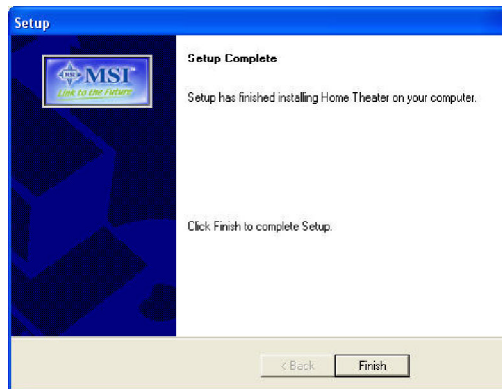 Setup
MSI
Link to the Future
Setup Complete
Setup has finished installing Home Theater on your computer.
Click Finish to complete Setup.
< Back
Finish